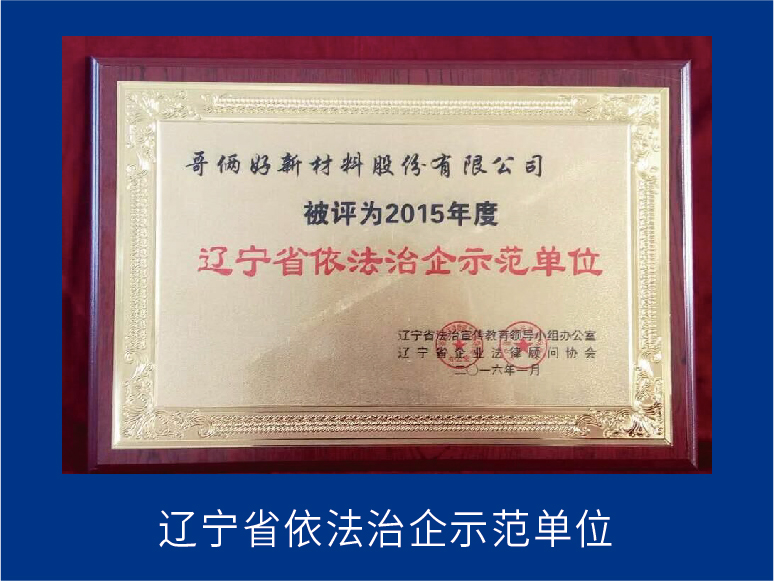 哥俩好新材料股份有限公司
被评为2015年度
辽宁省依法治企示范单位
辽宁省法治宣传教育领导小组办公室
辽宁省企业法律顾问协会
二〇一六年一月
辽宁省依法治企示范单位